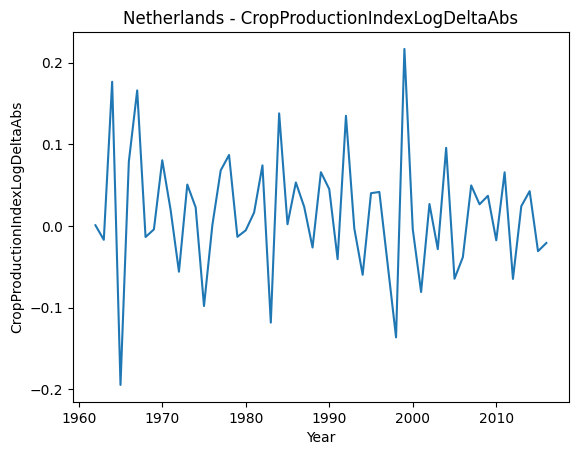 Netherlands - CropProductionIndexLogDeltaAbs
CropProductionIndexLogDeltaAbs
0.2
0.1
0.0
−0.1
−0.2
1960 1970 1980 1990 2000 2010
Year